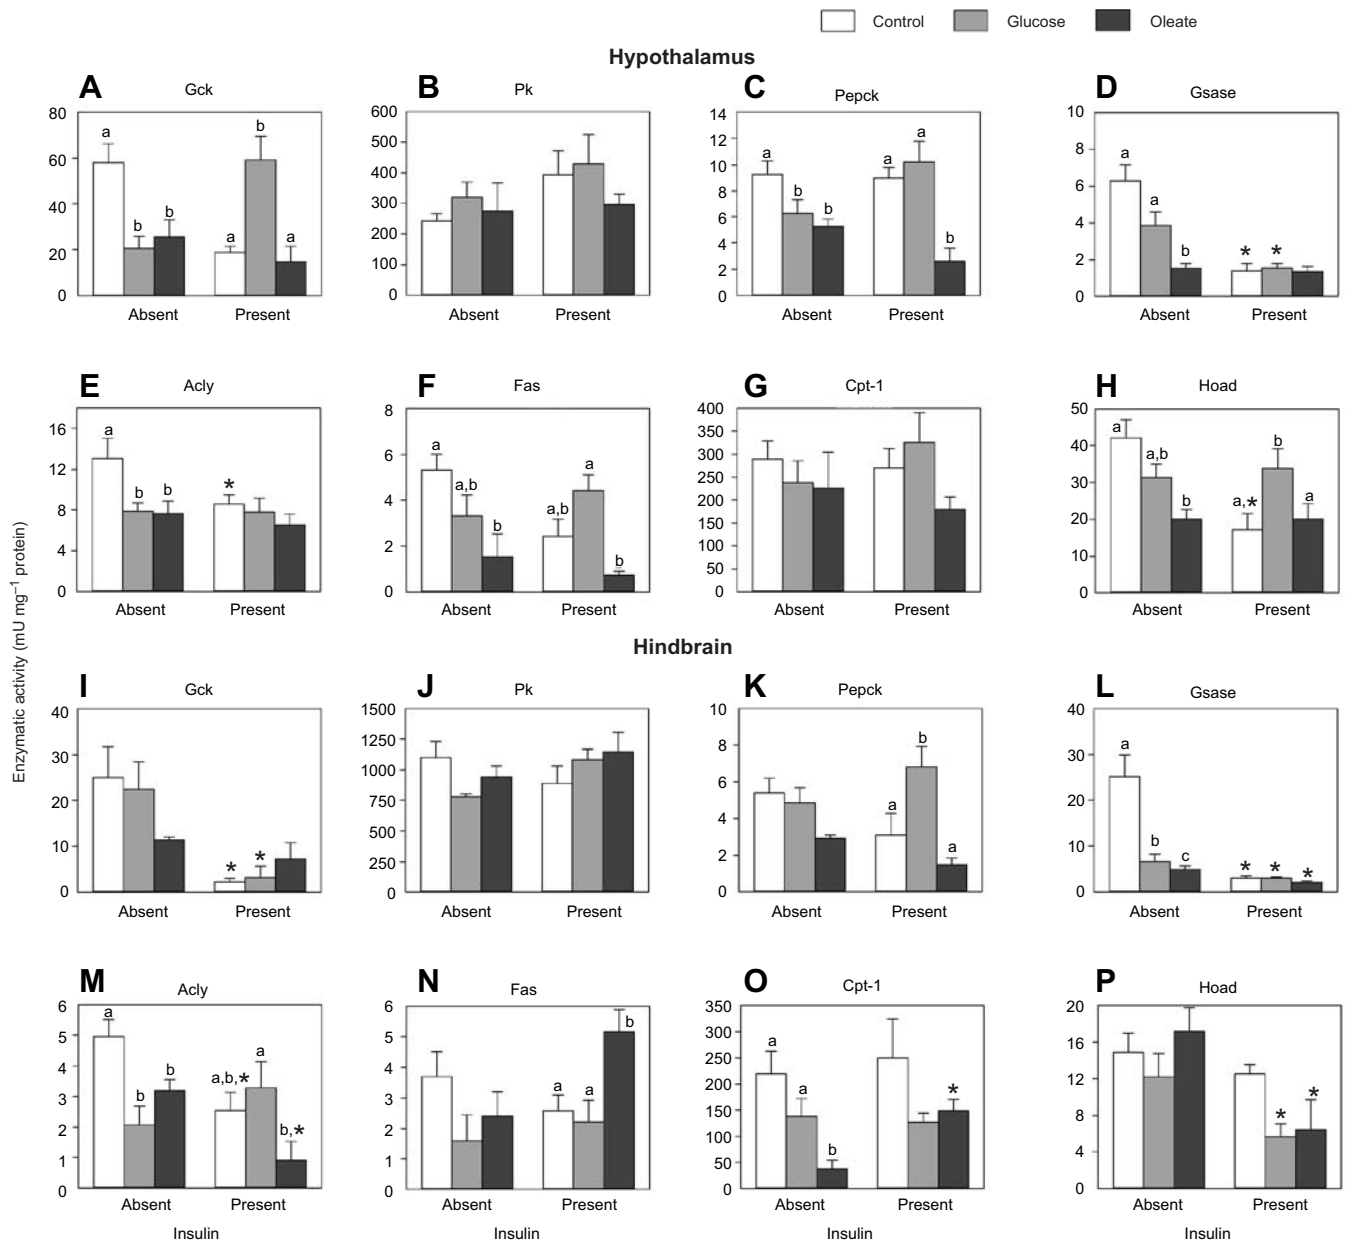 Control Glucose Oleate
Hypothalamus
A Gck
B Pk
C Pepck
D Gsase
80 60 40 20 0
a b b a b a
Absent Present
600 500 400 300 200 100 0
Absent Present
14 12 10 8 6 4 2 0
a b b a a b
Absent Present
10 8 6 4 2 0
a a b * *
Absent Present
E Acly
F Fas
G Cpt-1
H Hoad
16 12 8 4 0
a b b *
Absent Present
8 6 4 2 0
a a,b b a,b a b
Absent Present
400 350 300 250 200 150 100 50 0
Absent Present
50 40 30 20 10 0
a a,b b a,* b a
Absent Present
Enzymatic activity (mU mg⁻¹ protein)
Hindbrain
I Gck
J Pk
K Pepck
L Gsase
40 30 20 10 0
* *
Absent Present
1500 1250 1000 750 500 250 0
Absent Present
10 8 6 4 2 0
a b a
Absent Present
40 30 20 10 0
a b c * * *
Absent Present
M Acly
N Fas
O Cpt-1
P Hoad
6 5 4 3 2 1 0
a b b a,b,* a b,*
Absent Present
Insulin
6 5 4 3 2 1 0
a a b
Absent Present
350 300 250 200 150 100 50 0
a a b *
Absent Present
Insulin
20 16 12 8 4 0
* *
Absent Present
Insulin